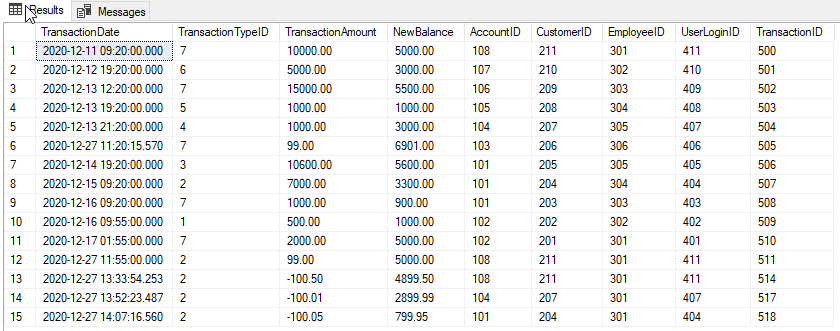 Results Messages
TransactionDate TransactionTypeID TransactionAmount NewBalance AccountID CustomerID EmployeeID UserLoginID TransactionID
1 2020-12-11 09:20:00.000 7 10000.00 5000.00 108 211 301 411 500
2 2020-12-12 19:20:00.000 6 5000.00 3000.00 107 210 302 410 501
3 2020-12-13 12:20:00.000 7 15000.00 5500.00 106 209 303 409 502
4 2020-12-13 19:20:00.000 5 1000.00 1000.00 105 208 304 408 503
5 2020-12-13 21:20:00.000 4 1000.00 3000.00 104 207 305 407 504
6 2020-12-27 11:20:15.570 7 99.00 6901.00 103 206 306 406 505
7 2020-12-14 19:20:00.000 3 10600.00 5600.00 101 205 305 405 506
8 2020-12-15 09:20:00.000 2 7000.00 3300.00 101 204 304 404 507
9 2020-12-16 09:20:00.000 7 1000.00 900.00 101 203 303 403 508
10 2020-12-16 09:55:00.000 1 500.00 1000.00 102 202 302 402 509
11 2020-12-17 01:55:00.000 7 2000.00 5000.00 102 201 301 401 510
12 2020-12-27 11:55:00.000 2 99.00 5000.00 108 211 301 411 511
13 2020-12-27 13:33:54.253 2 -100.50 4899.50 108 211 301 411 514
14 2020-12-27 13:52:23.487 2 -100.01 2899.99 104 207 301 407 517
15 2020-12-27 14:07:16.560 2 -100.05 799.95 101 204 301 404 518